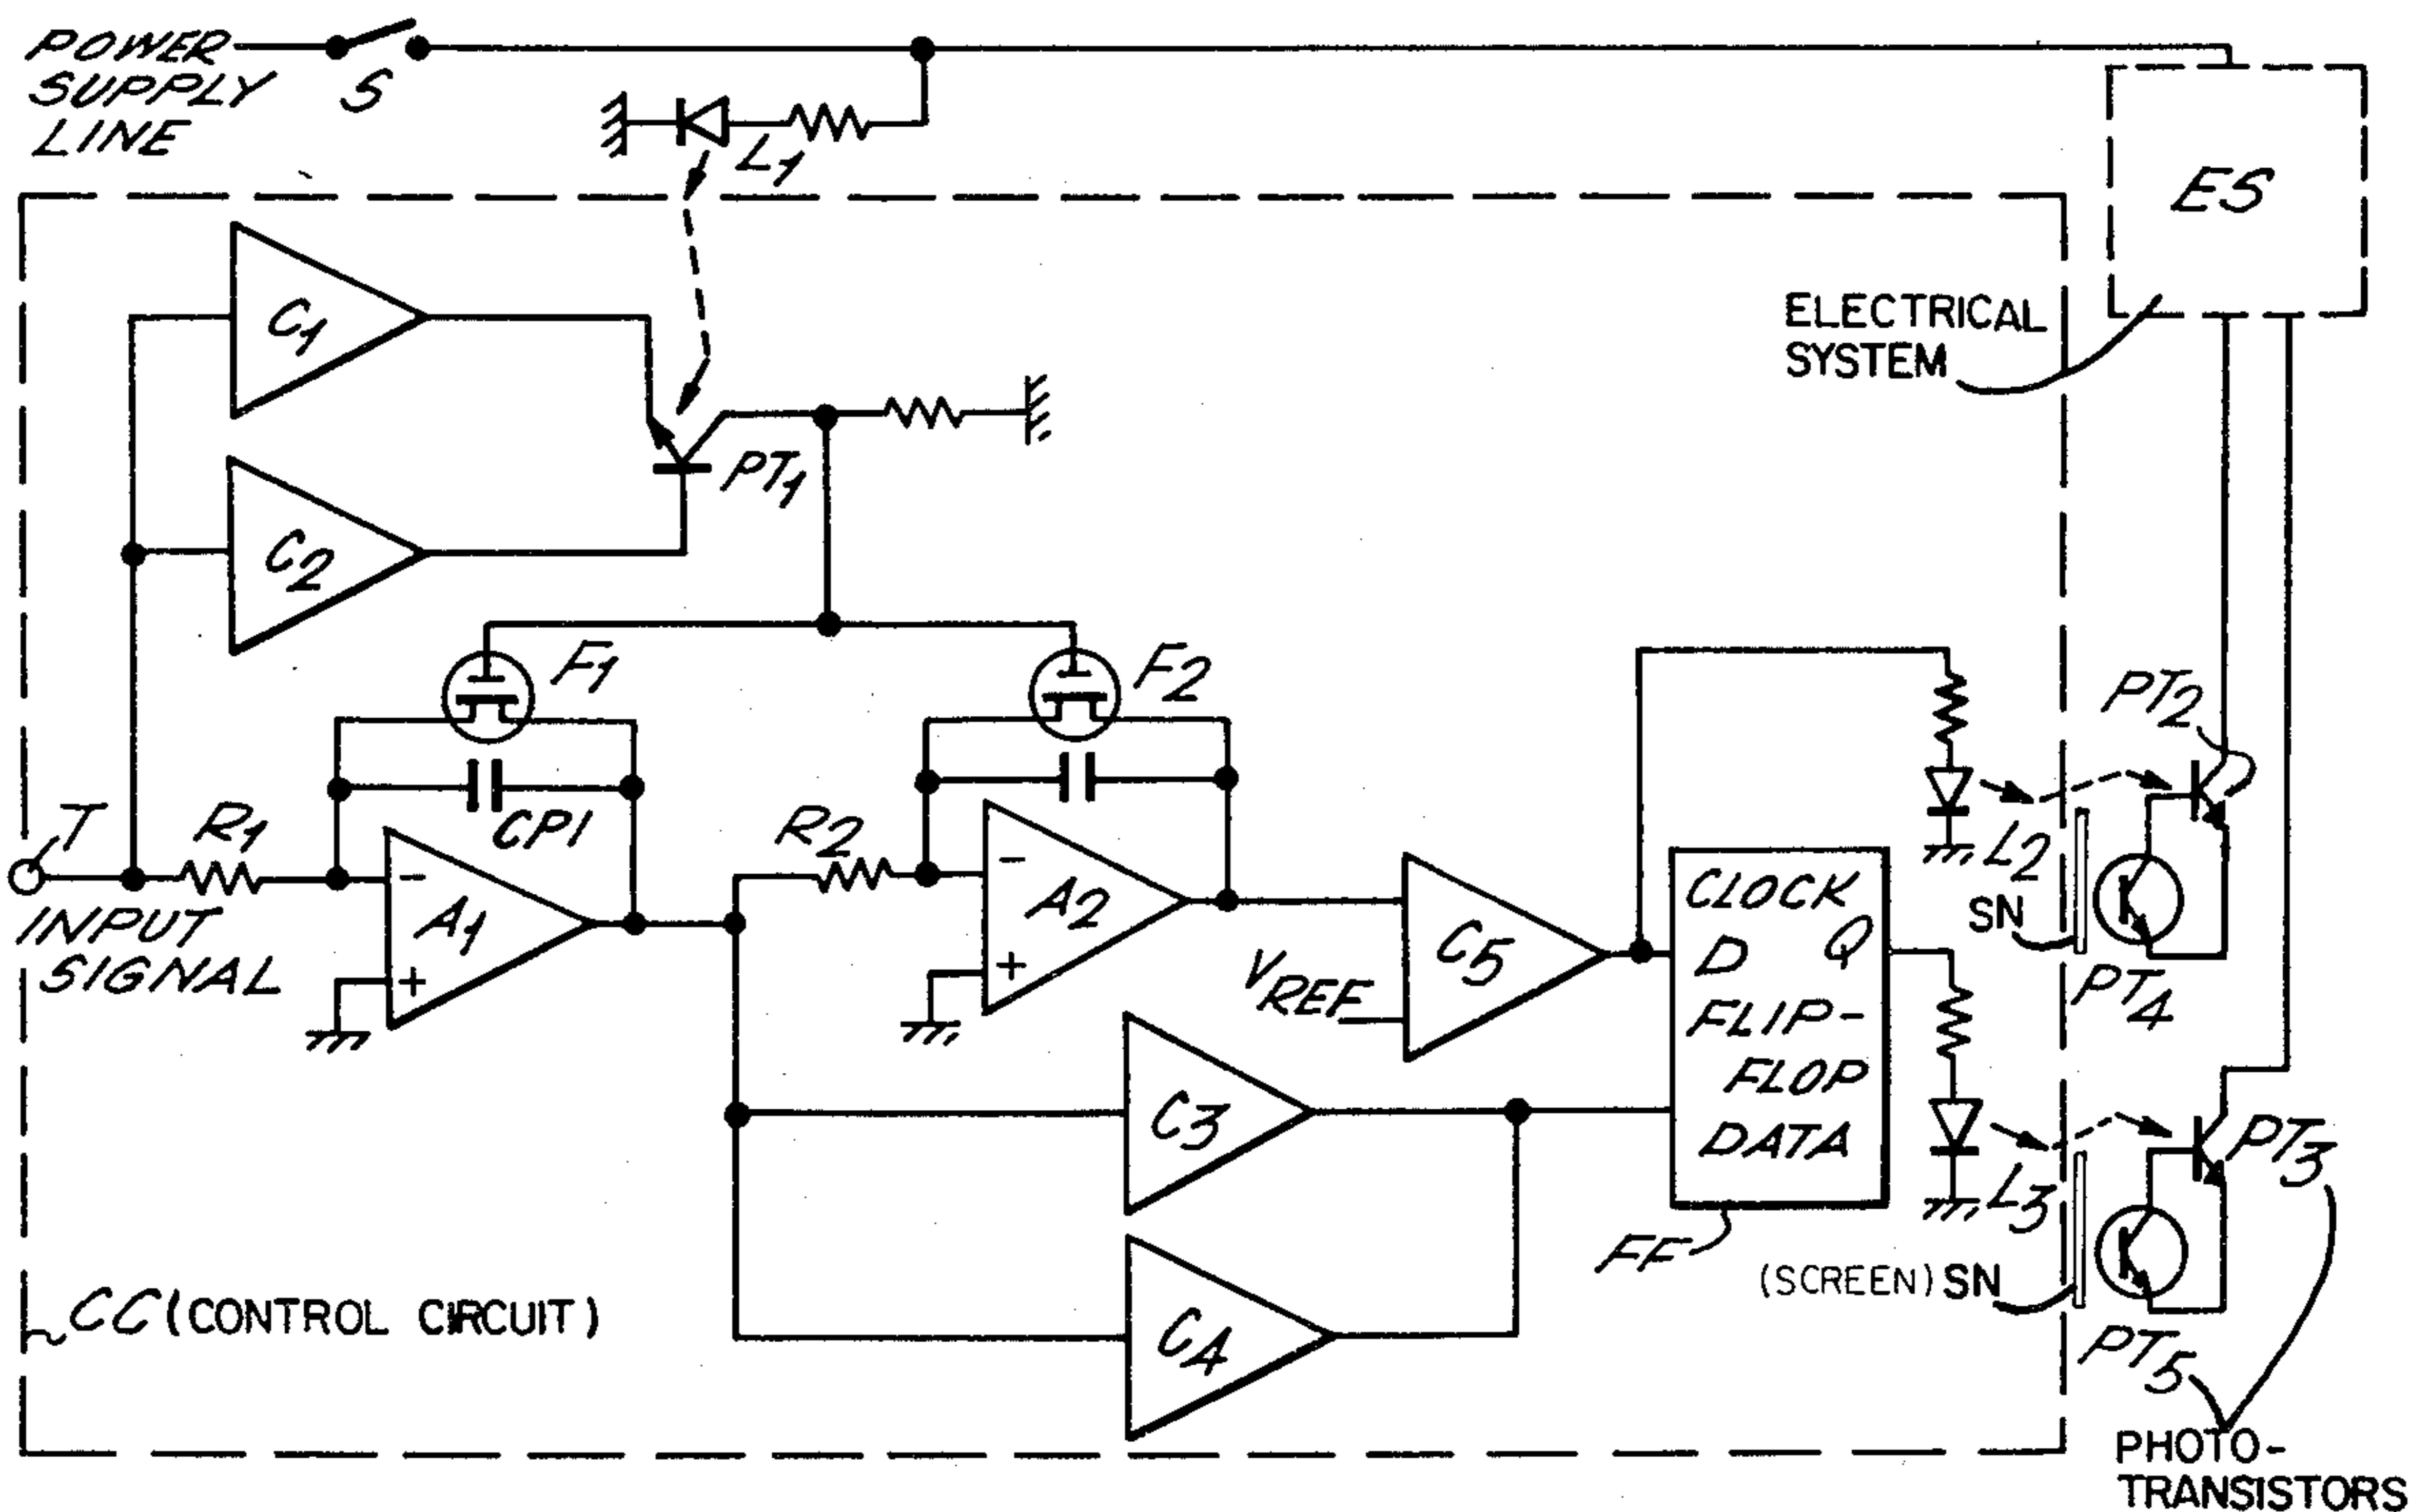 POWER
SUPPLY
LINE
S
L1
ES
C1
ELECTRICAL
SYSTEM
PT1
C2
F1
F2
PT2
T
R1
CP1
R2
L2
INPUT
SIGNAL
A1
-
+
A2
-
+
VREF
C5
CLOCK
D Q
FLIP-
FLOP
DATA
SN
PT4
C3
PT3
L3
FF
(SCREEN) SN
CC (CONTROL CIRCUIT)
C4
PT5
PHOTO-
TRANSISTORS